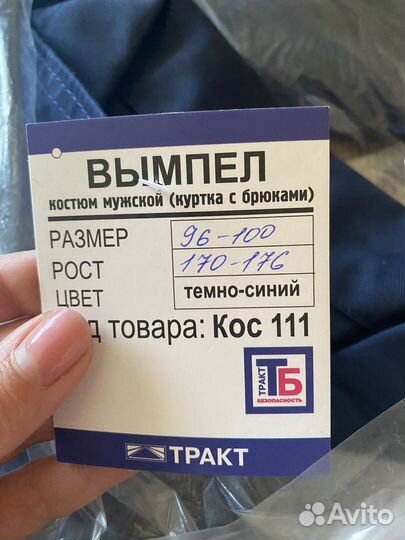 ВЫМПЕЛ
костюм мужской (куртка с брюками)
РАЗМЕР 96-100
РОСТ 170-176
ЦВЕТ темно-синий
д товара: Кос 111
ТРАКТ ТБ
БЕЗОПАСНОСТЬ
ТРАКТ
Avito